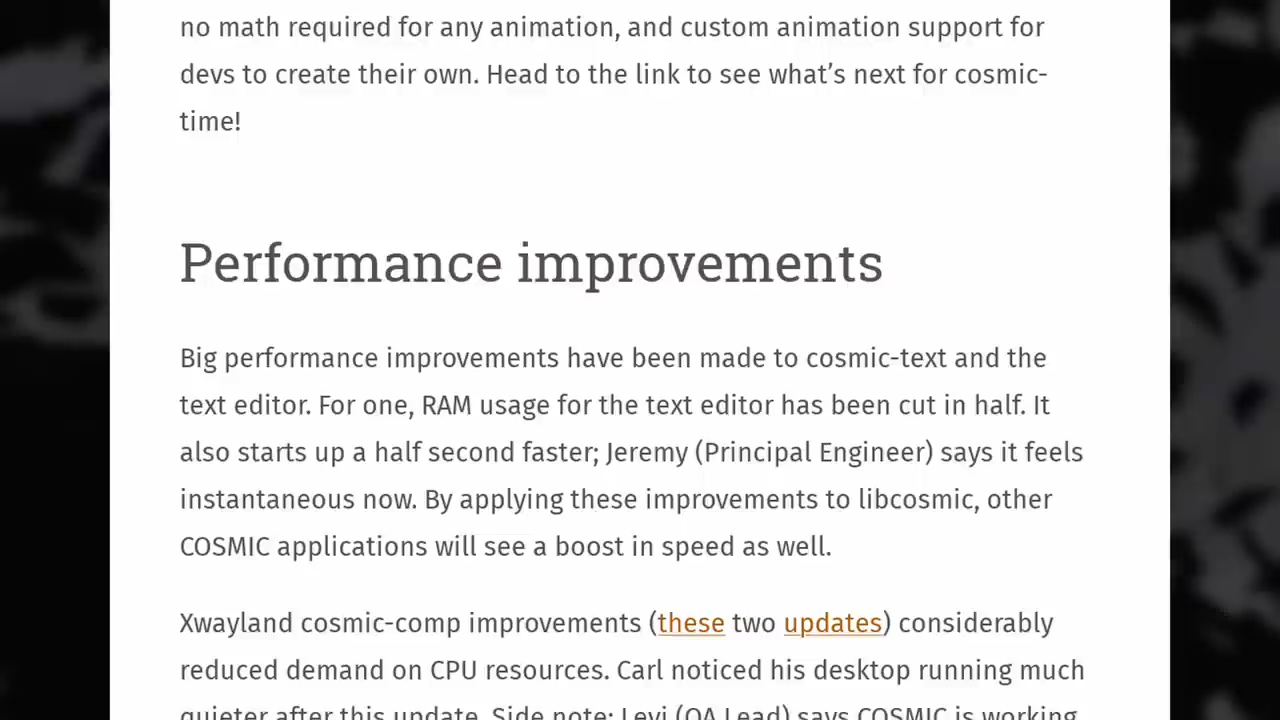 no math required for any animation, and custom animation support for
devs to create their own. Head to the link to see what’s next for cosmic-
time!
Performance improvements
Big performance improvements have been made to cosmic-text and the
text editor. For one, RAM usage for the text editor has been cut in half. It
also starts up a half second faster; Jeremy (Principal Engineer) says it feels
instantaneous now. By applying these improvements to libcosmic, other
COSMIC applications will see a boost in speed as well.
Xwayland cosmic-comp improvements (these two updates) considerably
reduced demand on CPU resources. Carl noticed his desktop running much
quieter after this update. Side note: Levi (QA Lead) says COSMIC is working